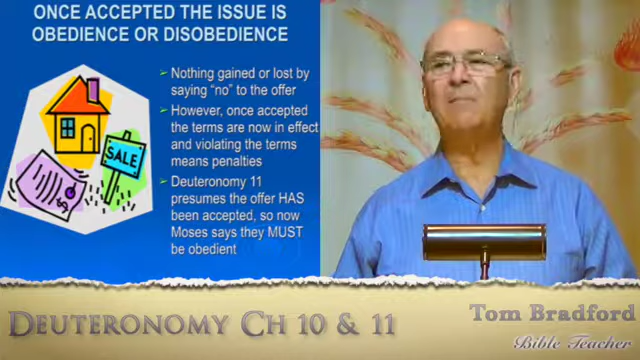 ONCE ACCEPTED THE ISSUE IS
OBEDIENCE OR DISOBEDIENCE
Nothing gained or lost by
saying “no” to the offer
However, once accepted
the terms are now in effect
and violating the terms
means penalties
Deuteronomy 11
presumes the offer HAS
been accepted, so now
Moses says they MUST
be obedient
SALE
$
DEUTERONOMY CH 10 & 11
Tom Bradford
Bible Teacher